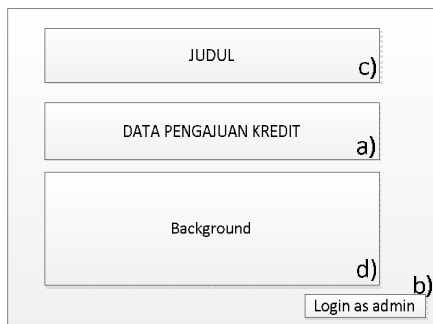 JUDUL
c)
DATA PENGAJUAN KREDIT
a)
Background
d)
b)
Login as admin